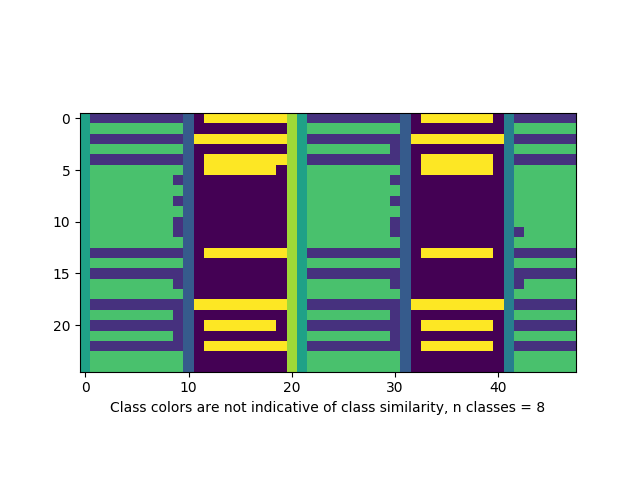 0
5
10
15
20
0 10 20 30 40
Class colors are not indicative of class similarity, n classes = 8